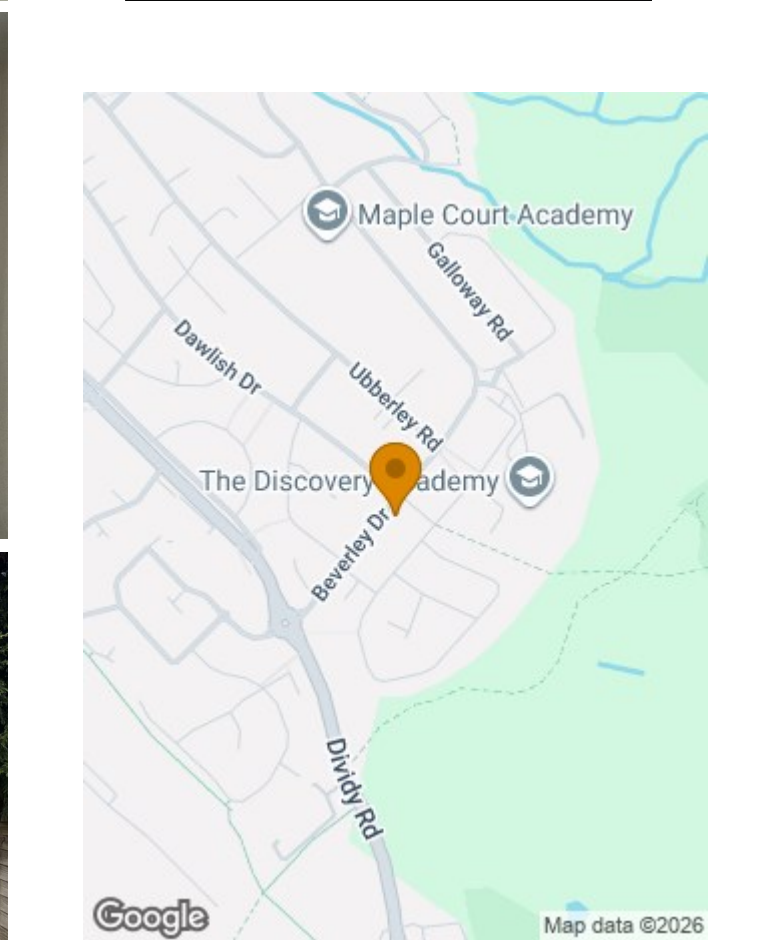 Maple Court Academy
Galloway Rd
Dawlish Dr
Ubberley Rd
The Discovery Academy
Beverley Dr
Dividy Rd
Google
Map data ©2026